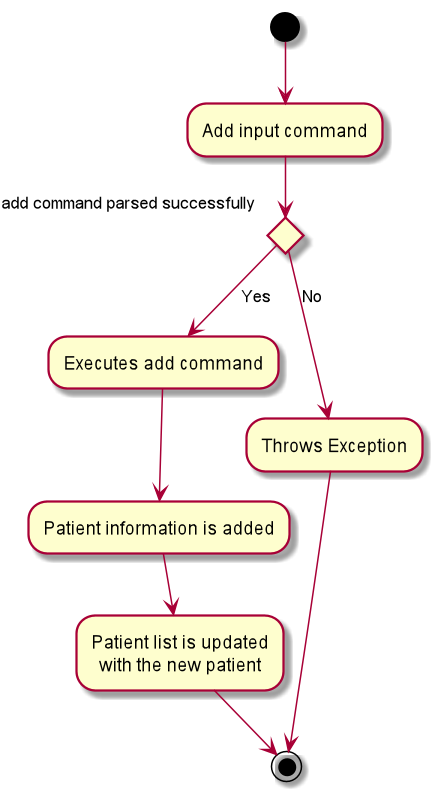 Add input command
add command parsed successfully
Yes
No
Executes add command
Throws Exception
Patient information is added
Patient list is updated
with the new patient